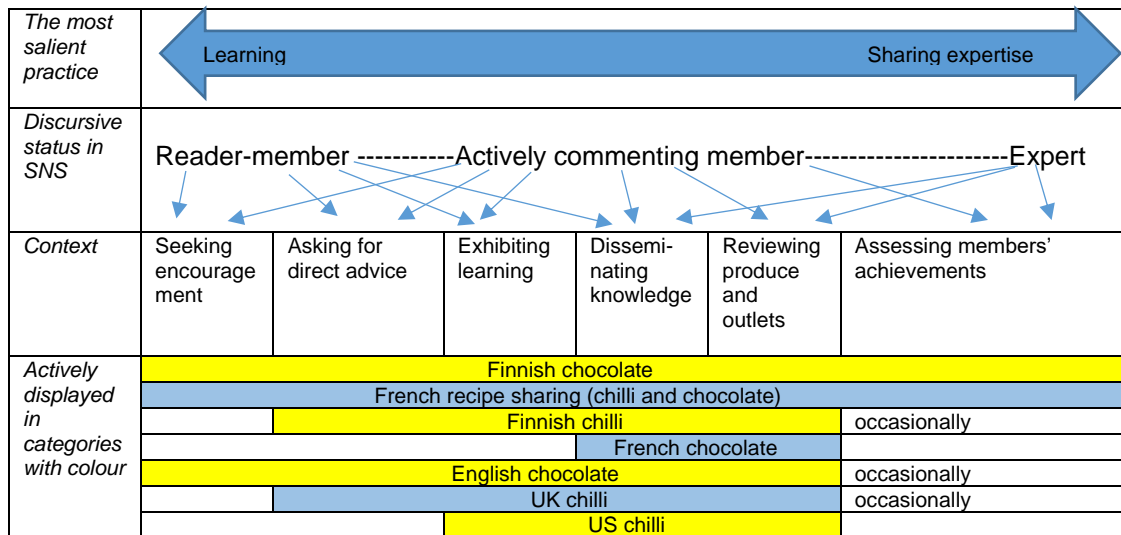 The most
salient
practice
Learning
Sharing expertise
Discursive
status in
SNS
Reader-member -----------Actively commenting member-----------------------Expert
Context
Seeking
encourage
ment
Asking for
direct advice
Exhibiting
learning
Dissemi-
nating
knowledge
Reviewing
produce
and
outlets
Assessing members'
achievements
Actively
displayed
in
categories
with colour
Finnish chocolate
French recipe sharing (chilli and chocolate)
Finnish chilli
occasionally
French chocolate
English chocolate
occasionally
UK chilli
occasionally
US chilli